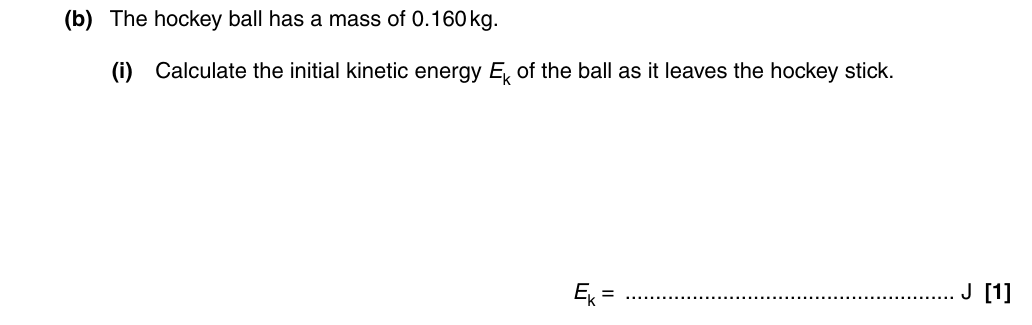 (b) The hockey ball has a mass of 0.160 kg.
(i) Calculate the initial kinetic energy Eₖ of the ball as it leaves the hockey stick.
Eₖ = ...................................................... J [1]